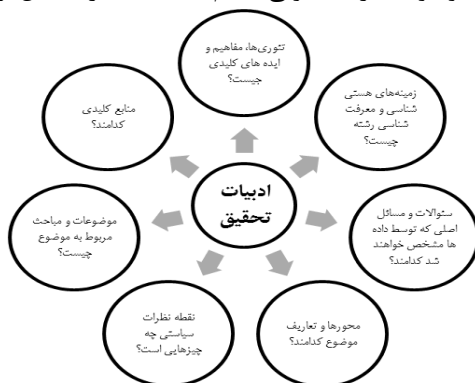 تئوری‌ها، مفاهیم و
ایده های کلیدی
چیست؟
زمینه‌های هستی
شناسی و معرفت
شناسی رشته
چیست؟
سئوالات و مسائل
اصلی که توسط داده
ها مشخص خواهند
شد کدامند؟
محورها و تعاریف
موضوع کدامند؟
نقطه نظرات
سیاستی چه
چیزهایی است؟
موضوعات و مباحث
مربوط به موضوع
چیست؟
منابع کلیدی
کدامند؟
ادبیات
تحقیق